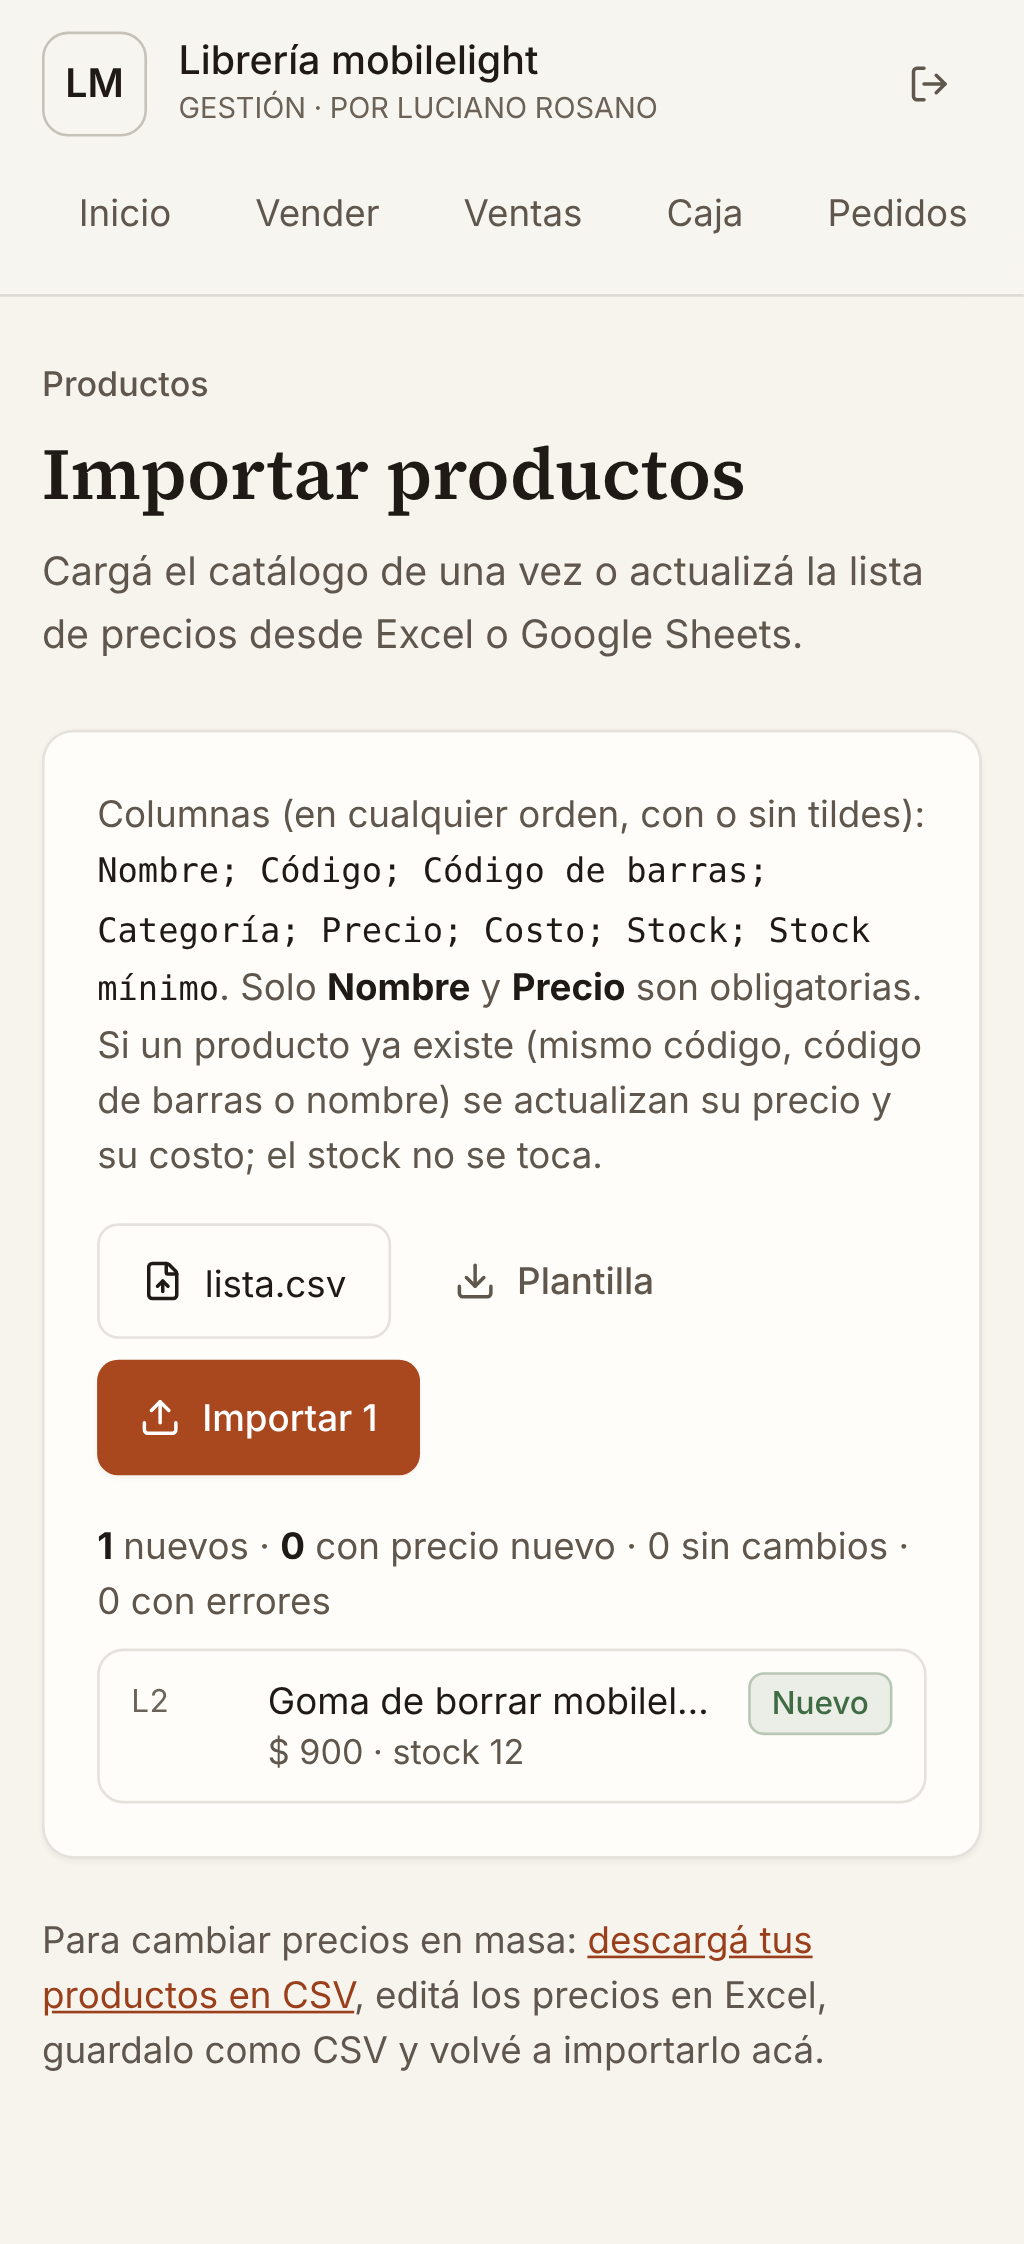 LM
Librería mobilelight
GESTIÓN · POR LUCIANO ROSANO
Inicio Vender Ventas Caja Pedidos
Productos
Importar productos
Cargá el catálogo de una vez o actualizá la lista
de precios desde Excel o Google Sheets.
Columnas (en cualquier orden, con o sin tildes):
Nombre; Código; Código de barras;
Categoría; Precio; Costo; Stock; Stock
mínimo. Solo Nombre y Precio son obligatorias.
Si un producto ya existe (mismo código, código
de barras o nombre) se actualizan su precio y
su costo; el stock no se toca.
lista.csv Plantilla
Importar 1
1 nuevos · 0 con precio nuevo · 0 sin cambios ·
0 con errores
L2 Goma de borrar mobilel... Nuevo
$ 900 · stock 12
Para cambiar precios en masa: descargá tus
productos en CSV, editá los precios en Excel,
guardalo como CSV y volvé a importarlo acá.